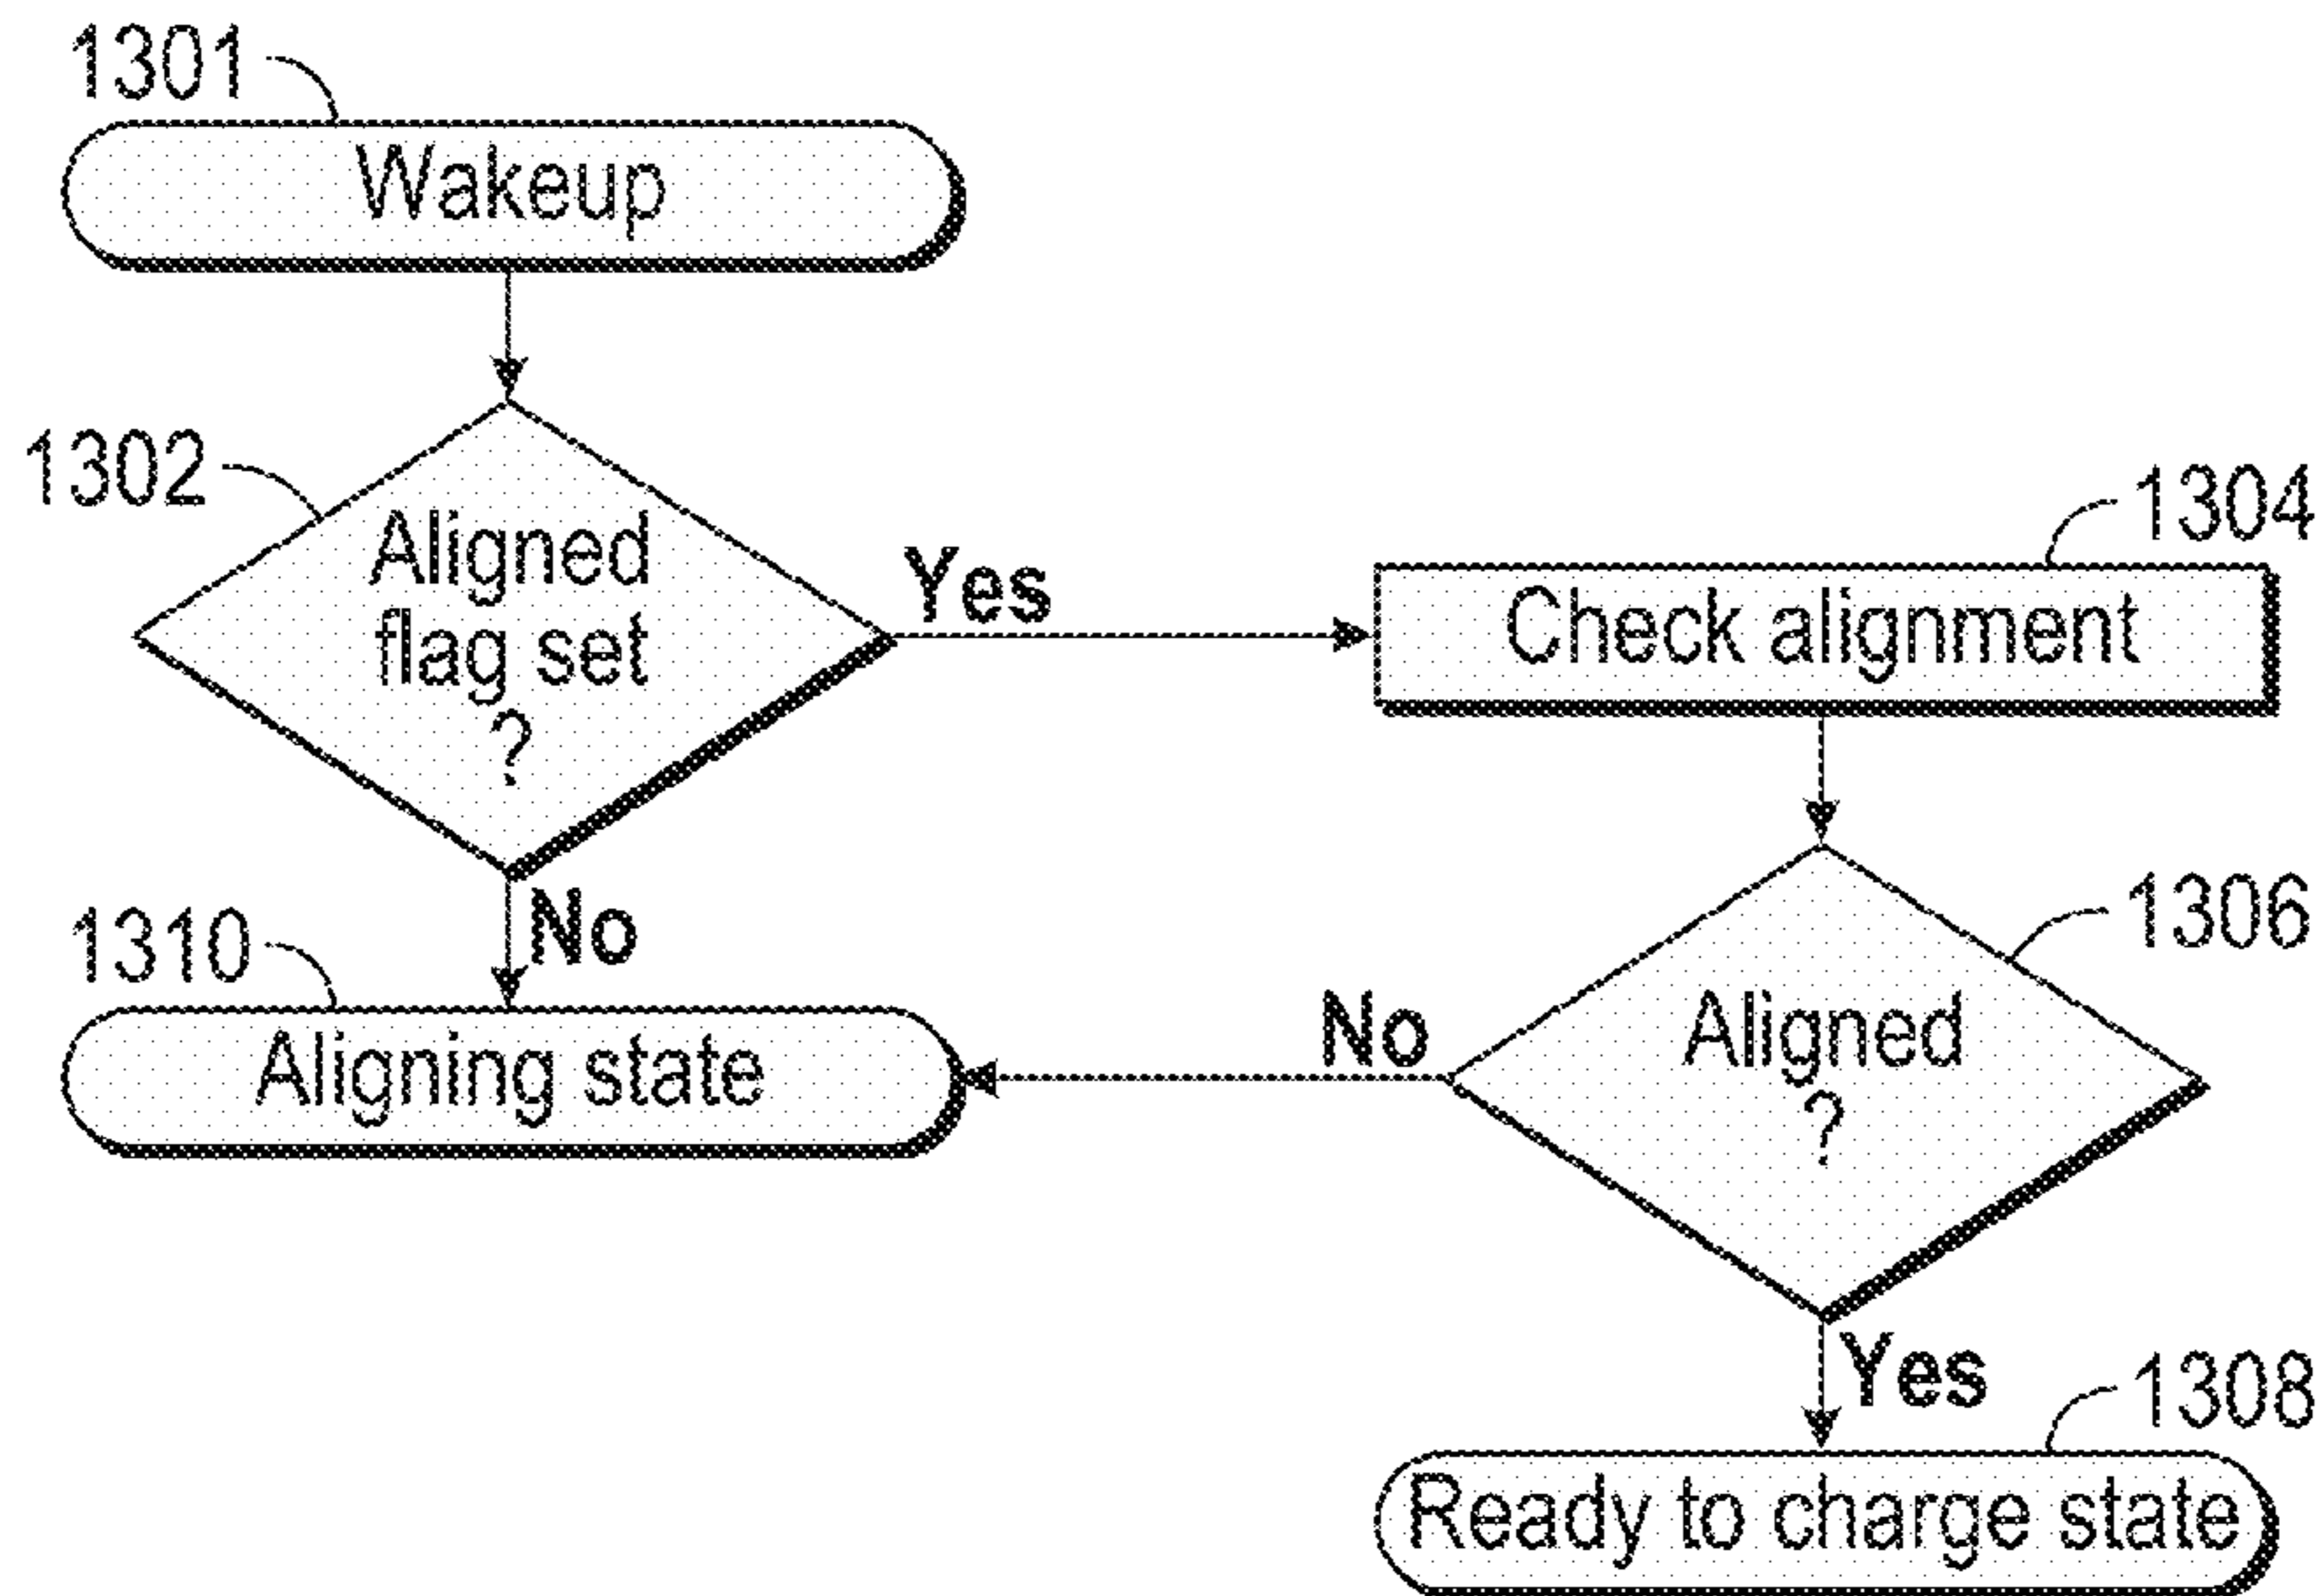 1301
Wakeup
1302
Aligned
flag set
?
Yes
1304
Check alignment
No
1310
Aligning state
1306
Aligned
?
No
Yes
1308
Ready to charge state